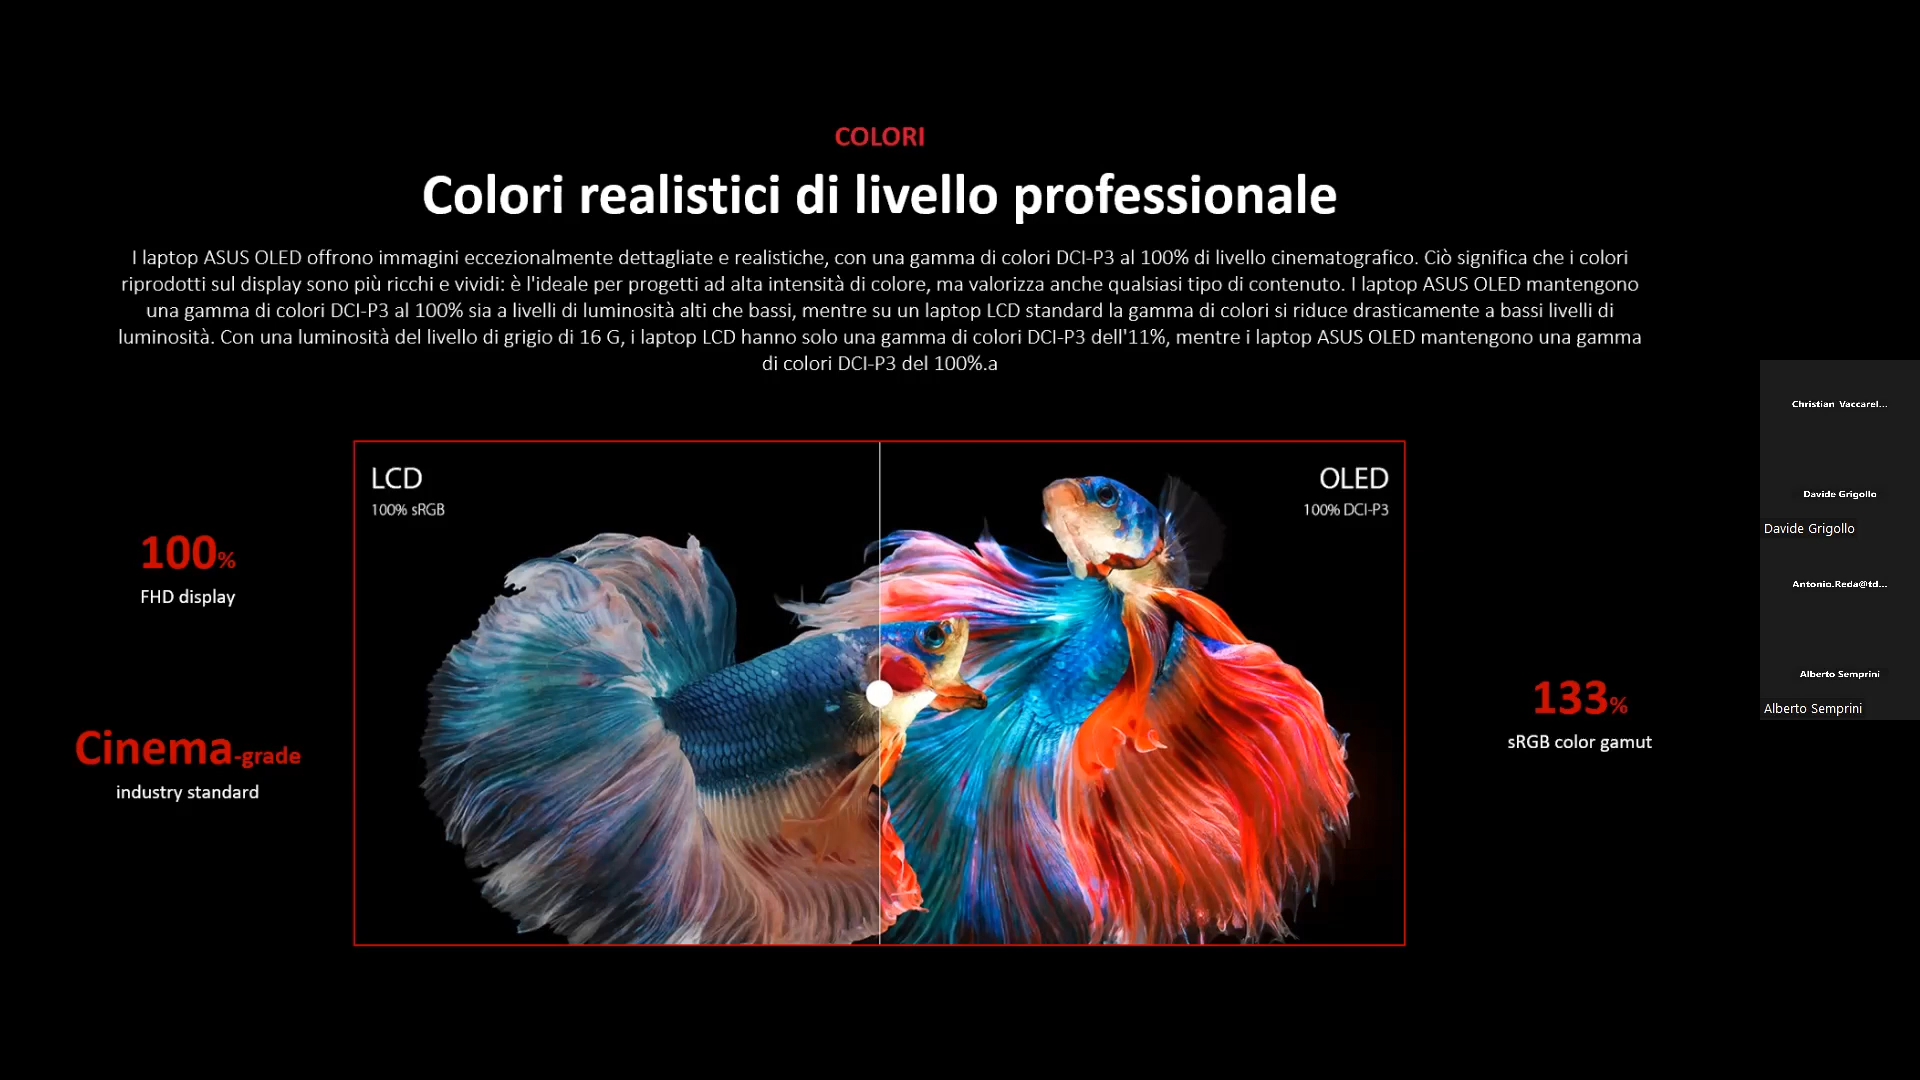 COLORI
Colori realistici di livello professionale
I laptop ASUS OLED offrono immagini eccezionalmente dettagliate e realistiche, con una gamma di colori DCI-P3 al 100% di livello cinematografico. Ciò significa che i colori
riprodotti sul display sono più ricchi e vividi: è l'ideale per progetti ad alta intensità di colore, ma valorizza anche qualsiasi tipo di contenuto. I laptop ASUS OLED mantengono
una gamma di colori DCI-P3 al 100% sia a livelli di luminosità alti che bassi, mentre su un laptop LCD standard la gamma di colori si riduce drasticamente a bassi livelli di
luminosità. Con una luminosità del livello di grigio di 16 G, i laptop LCD hanno solo una gamma di colori DCI-P3 dell'11%, mentre i laptop ASUS OLED mantengono una gamma
di colori DCI-P3 del 100%.a
LCD
100% sRGB
OLED
100% DCI-P3
100%
FHD display
Cinema-grade
industry standard
133%
sRGB color gamut
Christian Vaccarel...
Davide Grigollo
Davide Grigollo
Antonio.Reda@td...
Alberto Semprini
Alberto Semprini